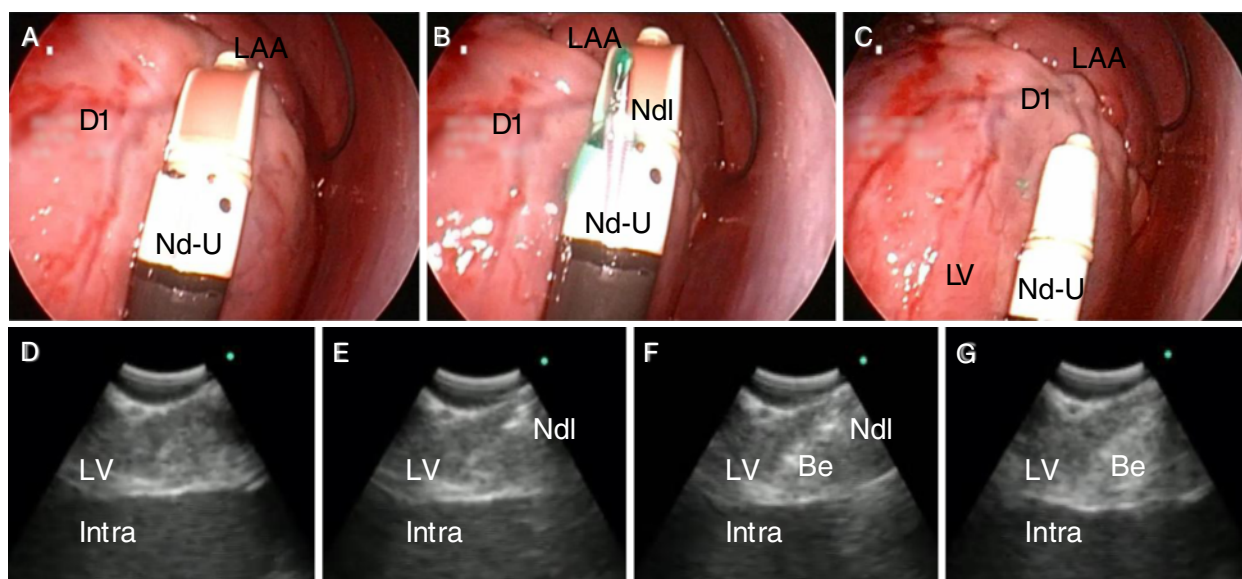 A
LAA
D1
Nd-U
B
LAA
D1
Ndl
Nd-U
C
LAA
D1
LV
Nd-U
D
LV
Intra
E
Ndl
LV
Intra
F
Ndl
LV
Be
Intra
G
LV
Be
Intra